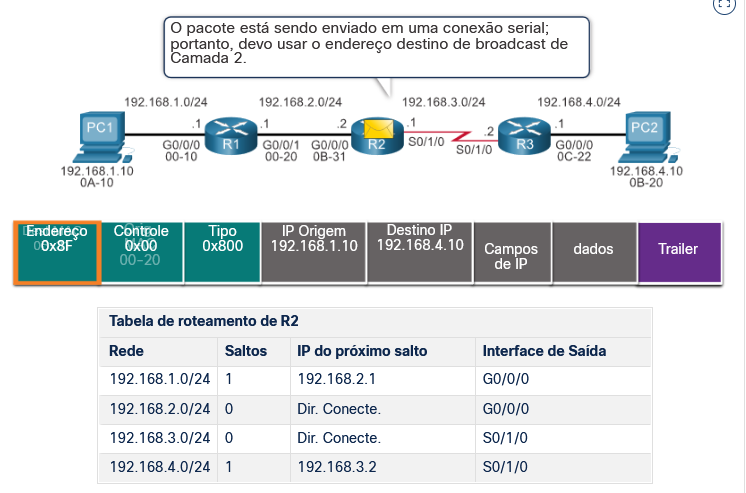 O pacote está sendo enviado em uma conexão serial;
portanto, devo usar o endereço destino de broadcast de
Camada 2.
192.168.1.0/24
192.168.2.0/24
192.168.3.0/24
192.168.4.0/24
PC1
.1
R1
.1
.2
R2
.1
.2
R3
.1
PC2
G0/0/0
00-10
G0/0/1
00-20
G0/0/0
0B-31
S0/1/0
S0/1/0
G0/0/0
0C-22
192.168.1.10
0A-10
192.168.4.10
0B-20
Endereço
0x8F
Controle
0x00
00-20
Tipo
0x800
IP Origem
192.168.1.10
Destino IP
192.168.4.10
Campos
de IP
dados
Trailer
Tabela de roteamento de R2
Rede Saltos IP do próximo salto Interface de Saída
192.168.1.0/24 1 192.168.2.1 G0/0/0
192.168.2.0/24 0 Dir. Conecte. G0/0/0
192.168.3.0/24 0 Dir. Conecte. S0/1/0
192.168.4.0/24 1 192.168.3.2 S0/1/0